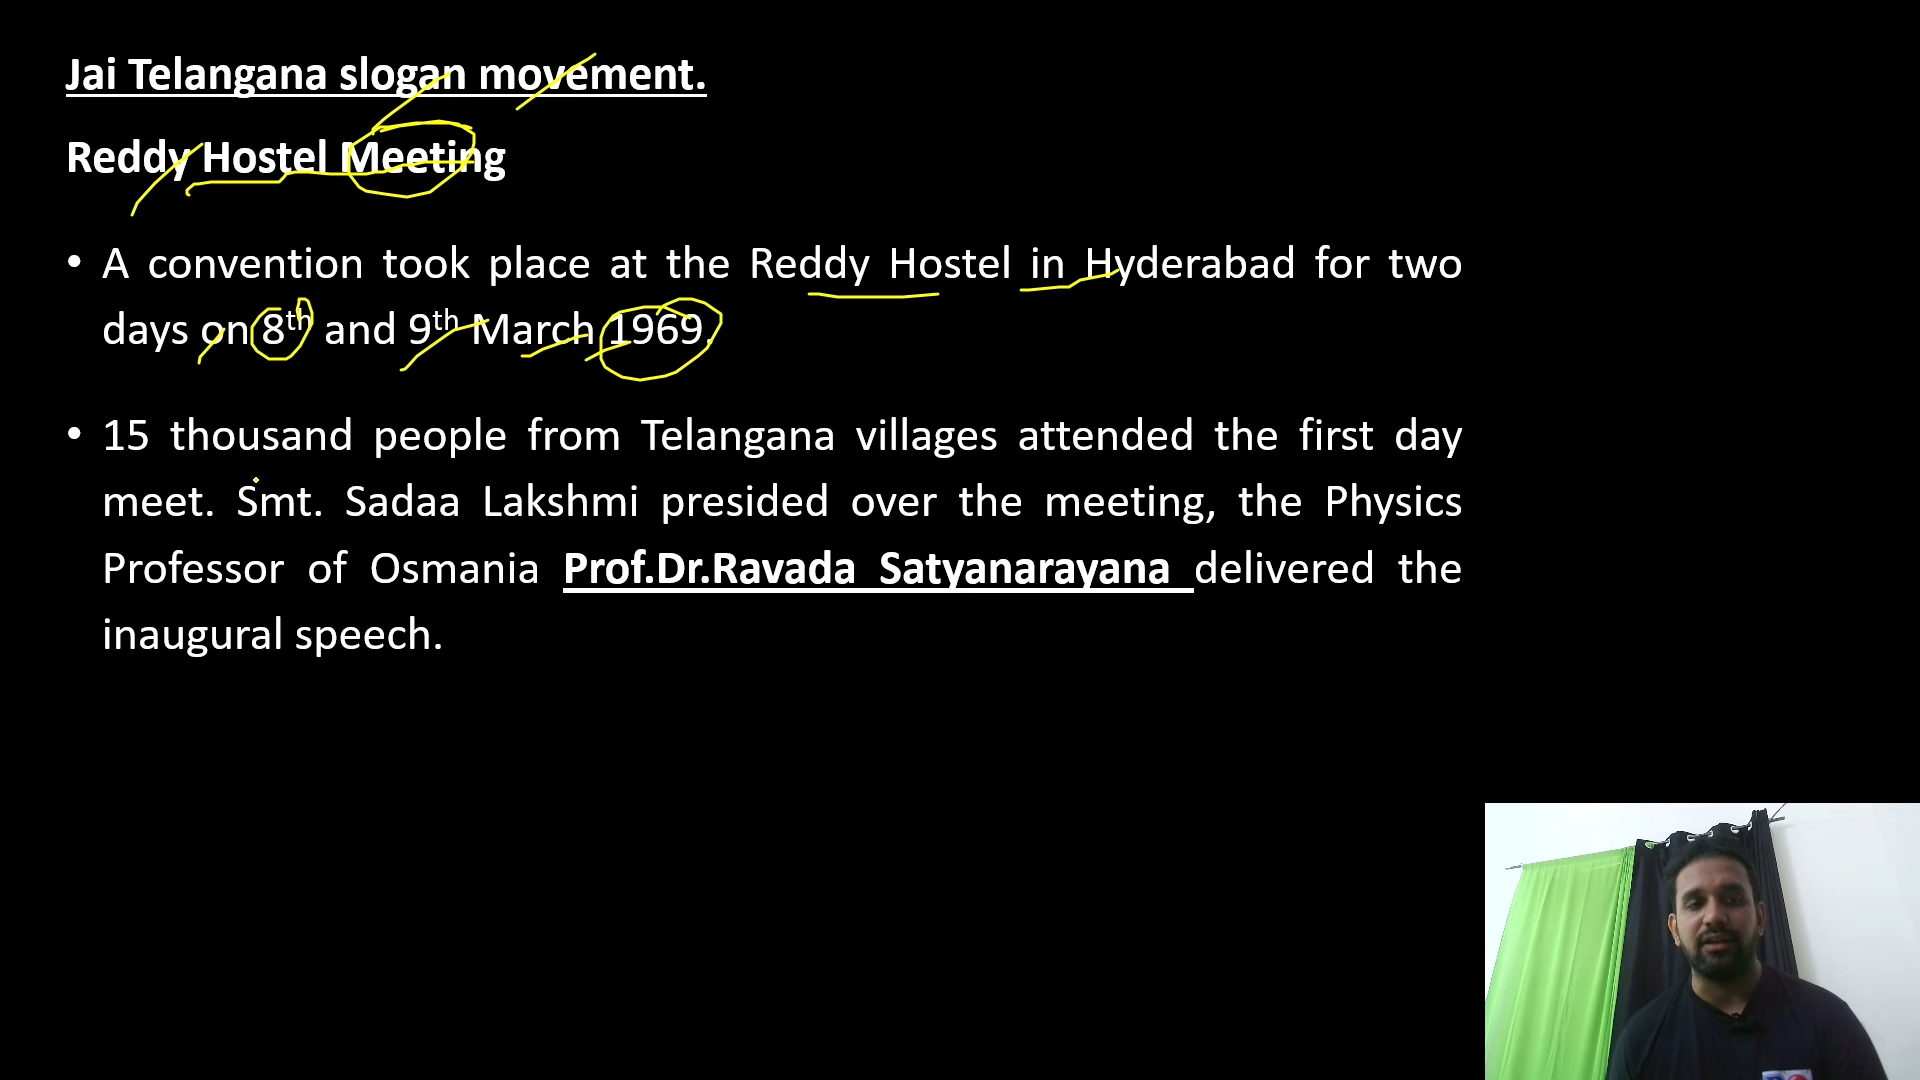 Jai Telangana slogan movement.
Reddy Hostel Meeting
• A convention took place at the Reddy Hostel in Hyderabad for two
days on 8th and 9th March 1969.
• 15 thousand people from Telangana villages attended the first day
meet. Smt. Sadaa Lakshmi presided over the meeting, the Physics
Professor of Osmania Prof.Dr.Ravada Satyanarayana delivered the
inaugural speech.